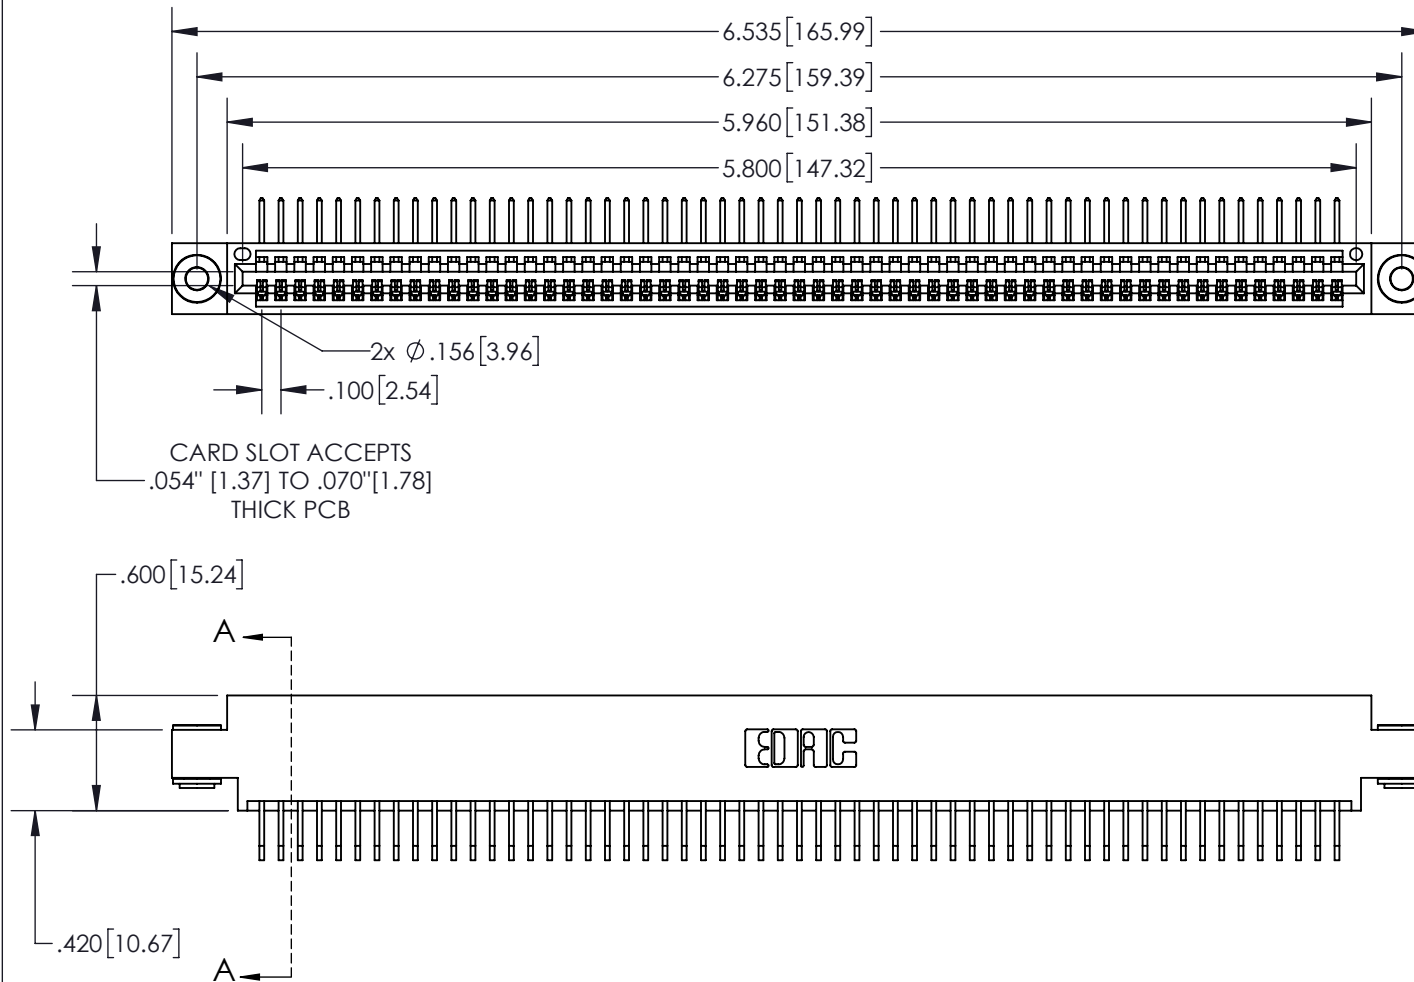 6.535[165.99]
6.275[159.39]
5.960[151.38]
5.800[147.32]
2x Ø.156[3.96]
.100[2.54]
CARD SLOT ACCEPTS
.054" [1.37] TO .070"[1.78]
THICK PCB
.600[15.24]
A
EDAC
.420[10.67]
A